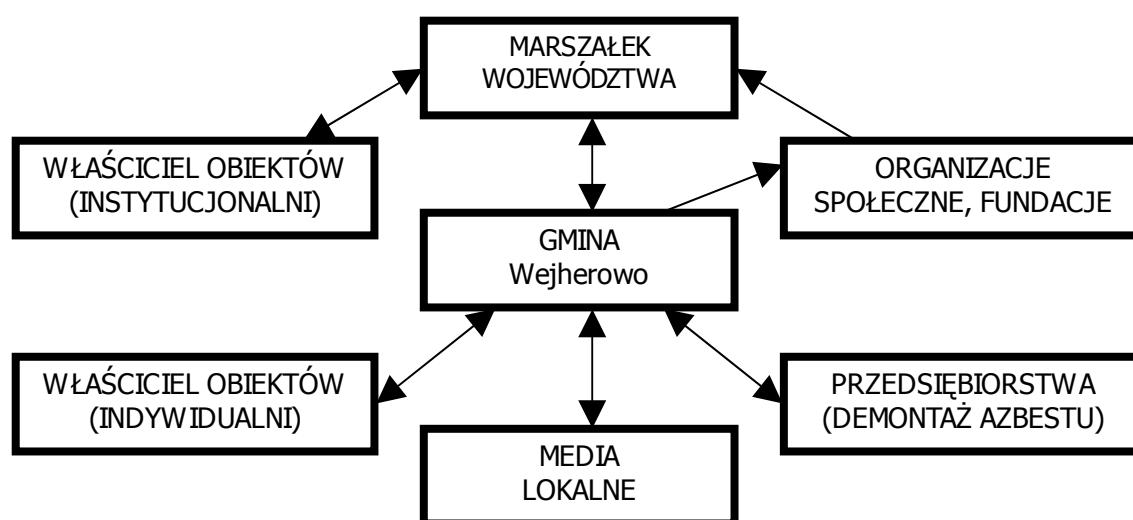 MARSZAŁEK
WOJEWÓDZTWA
WŁAŚCICIEL OBIEKTÓW
(INSTYTUCJONALNI)
ORGANIZACJE
SPOŁECZNE, FUNDACJE
GMINA
Wejherowo
WŁAŚCICIEL OBIEKTÓW
(INDYWIDUALNI)
PRZEDSIĘBIORSTWA
(DEMONTAŻ AZBESTU)
MEDIA
LOKALNE